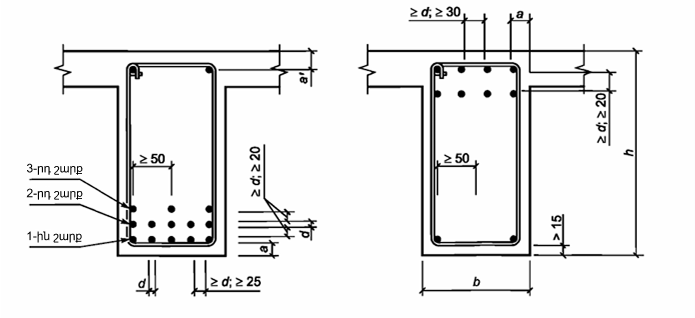 ≥ d; ≥ 30
a
a'
≥ d; ≥ 20
≥ 50
≥ d; ≥ 20
h
≥ 50
3-րդ շարք
2-րդ շարք
1-ին շարք
d
a
> 15
d
≥ d; ≥ 25
b